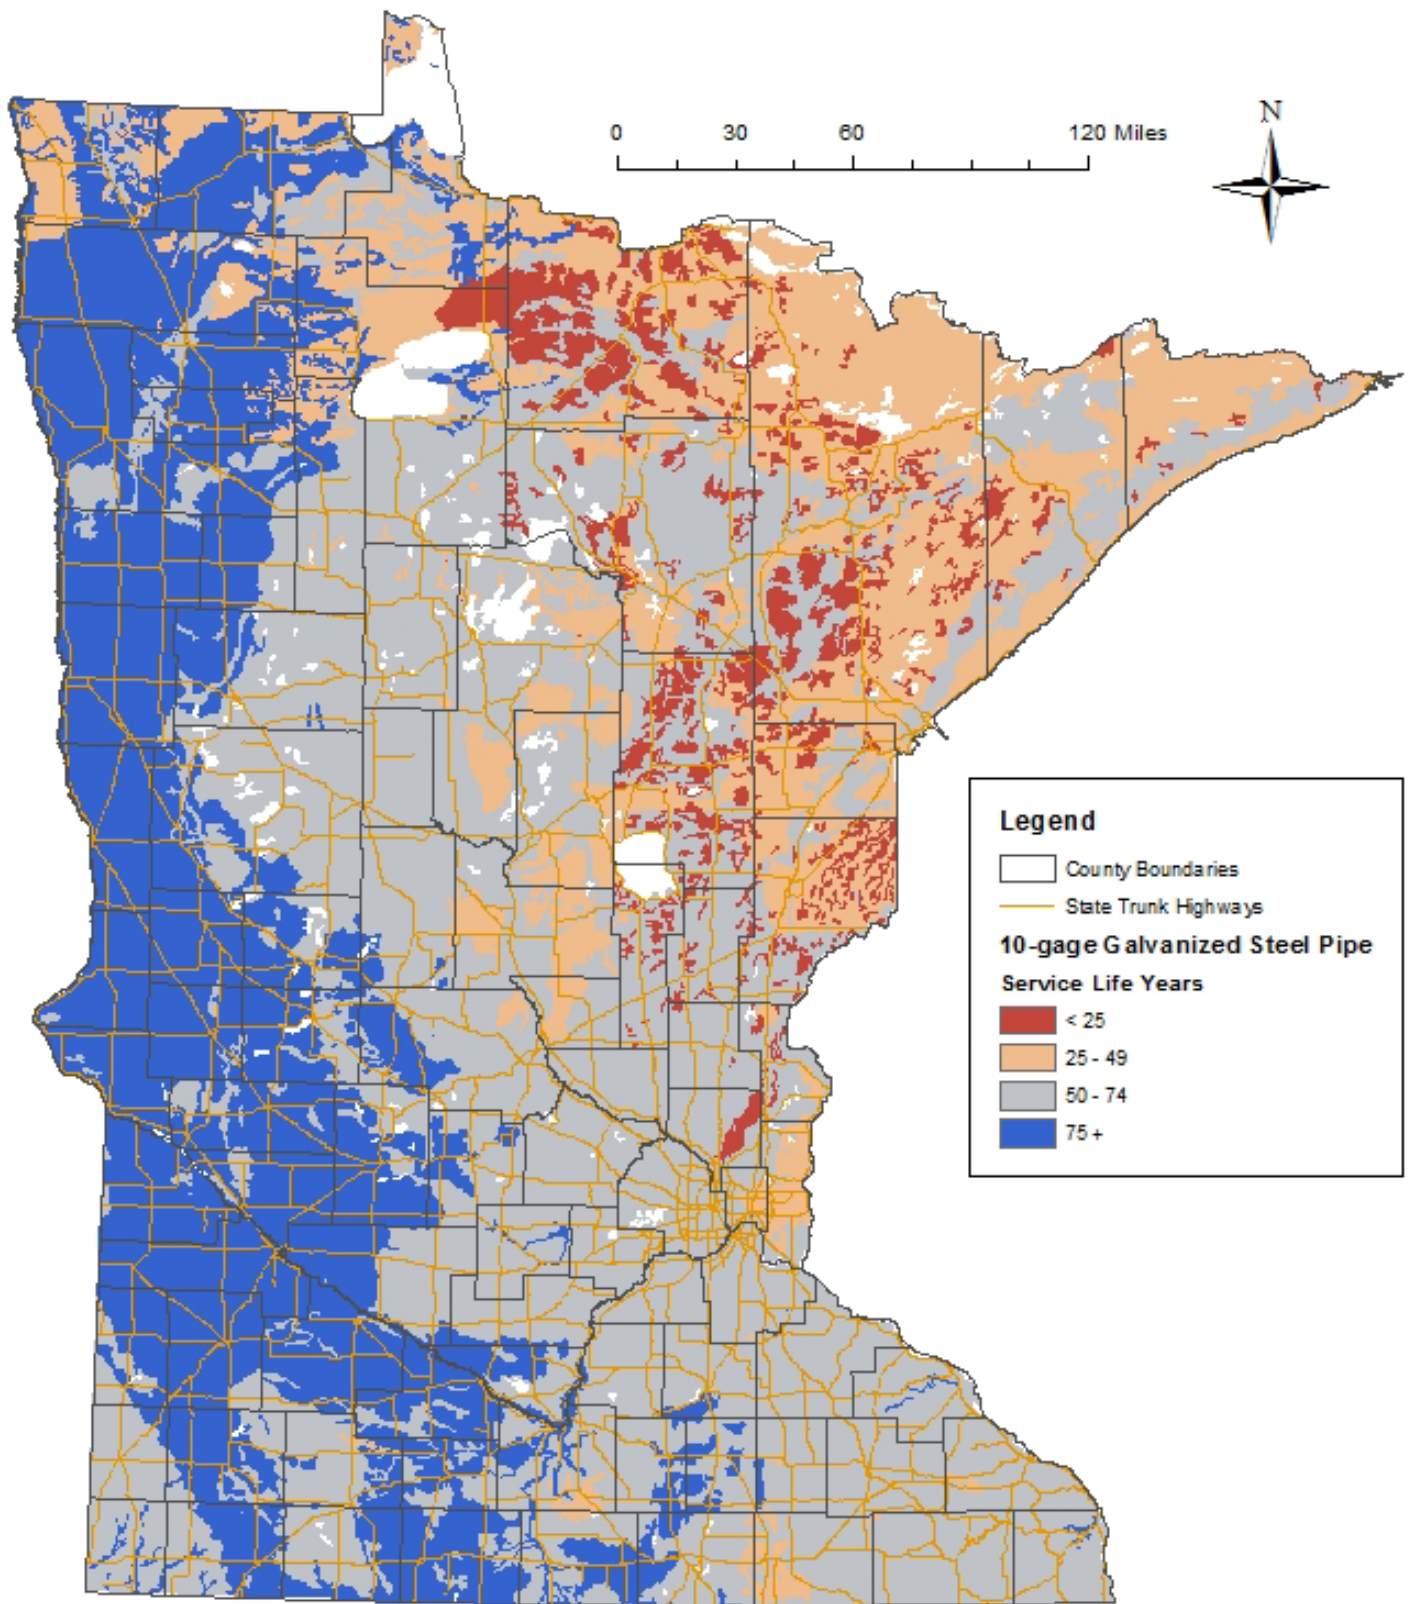 N
0 30 60 120 Miles
Legend
County Boundaries
State Trunk Highways
10-gage Galvanized Steel Pipe
Service Life Years
< 25
25 - 49
50 - 74
75 +